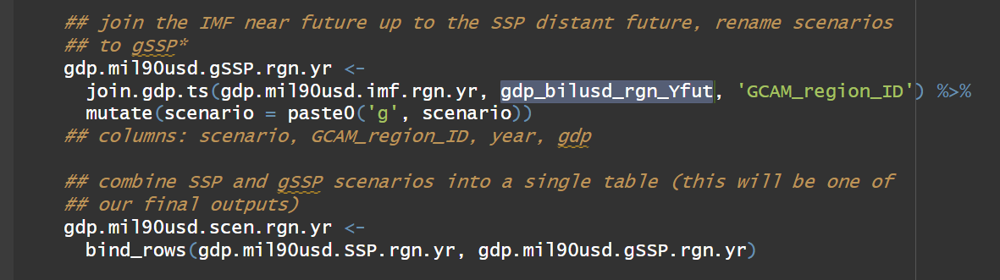 ## join the IMF near future up to the SSP distant future, rename scenarios
## to gSSP*
gdp.mil90usd.gSSP.rgn.yr <-
join.gdp.ts(gdp.mil90usd.imf.rgn.yr, gdp_bilusd_rgn_Yfut, 'GCAM_region_ID') %>%
mutate(scenario = paste0('g', scenario))
## columns: scenario, GCAM_region_ID, year, gdp
## combine SSP and gSSP scenarios into a single table (this will be one of
## our final outputs)
gdp.mil90usd.scen.rgn.yr <-
bind_rows(gdp.mil90usd.SSP.rgn.yr, gdp.mil90usd.gSSP.rgn.yr)